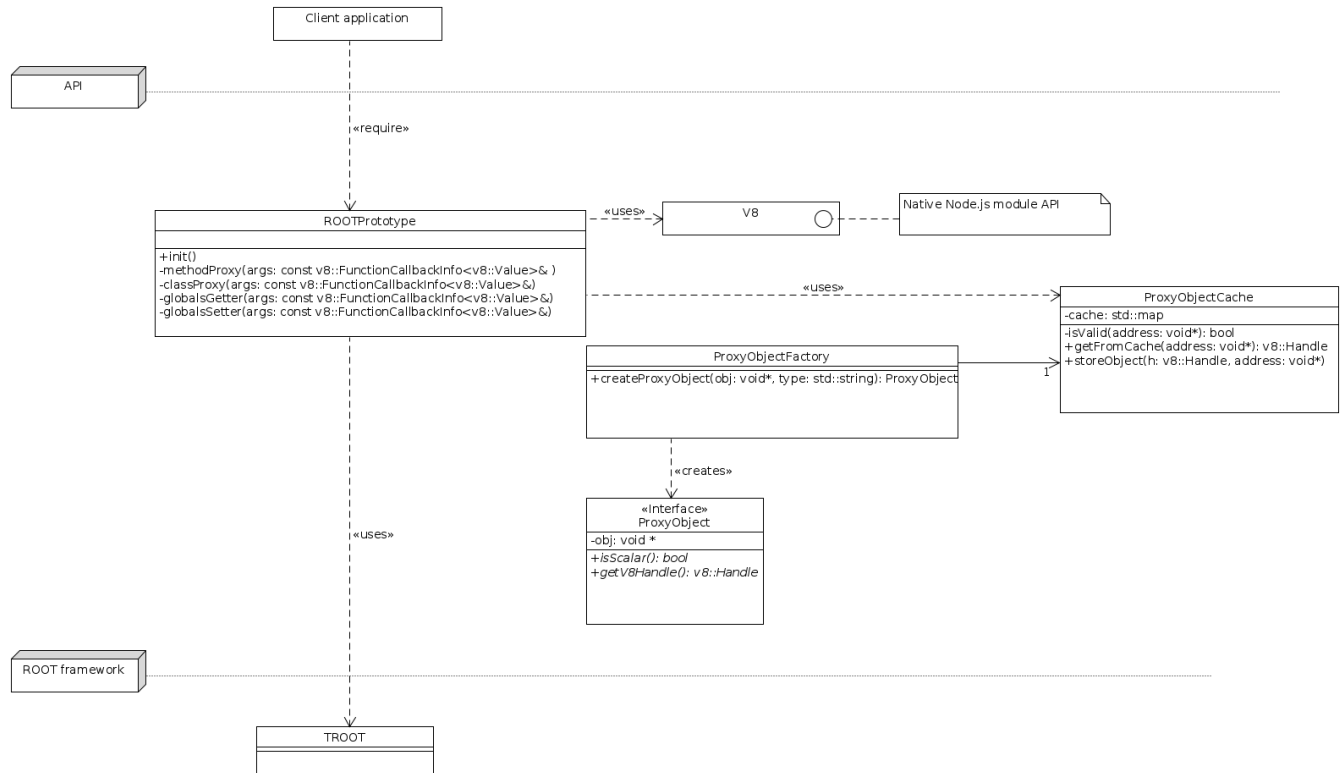 Client application
API
«require»
ROOTPrototype
+init()
-methodProxy(args: const v8::FunctionCallbackInfo<v8::Value>& )
-classProxy(args: const v8::FunctionCallbackInfo<v8::Value>&)
-globalsGetter(args: const v8::FunctionCallbackInfo<v8::Value>&)
-globalsSetter(args: const v8::FunctionCallbackInfo<v8::Value>&)
«uses»
V8
Native Node.js module API
«uses»
ProxyObjectCache
-cache: std::map
-isValid(address: void*): bool
+getFromCache(address: void*): v8::Handle
+storeObject(h: v8::Handle, address: void*)
ProxyObjectFactory
+createProxyObject(obj: void*, type: std::string): ProxyObject
1
«creates»
«Interface»
ProxyObject
-obj: void *
+isScalar(): bool
+getV8Handle(): v8::Handle
«uses»
ROOT framework
TROOT